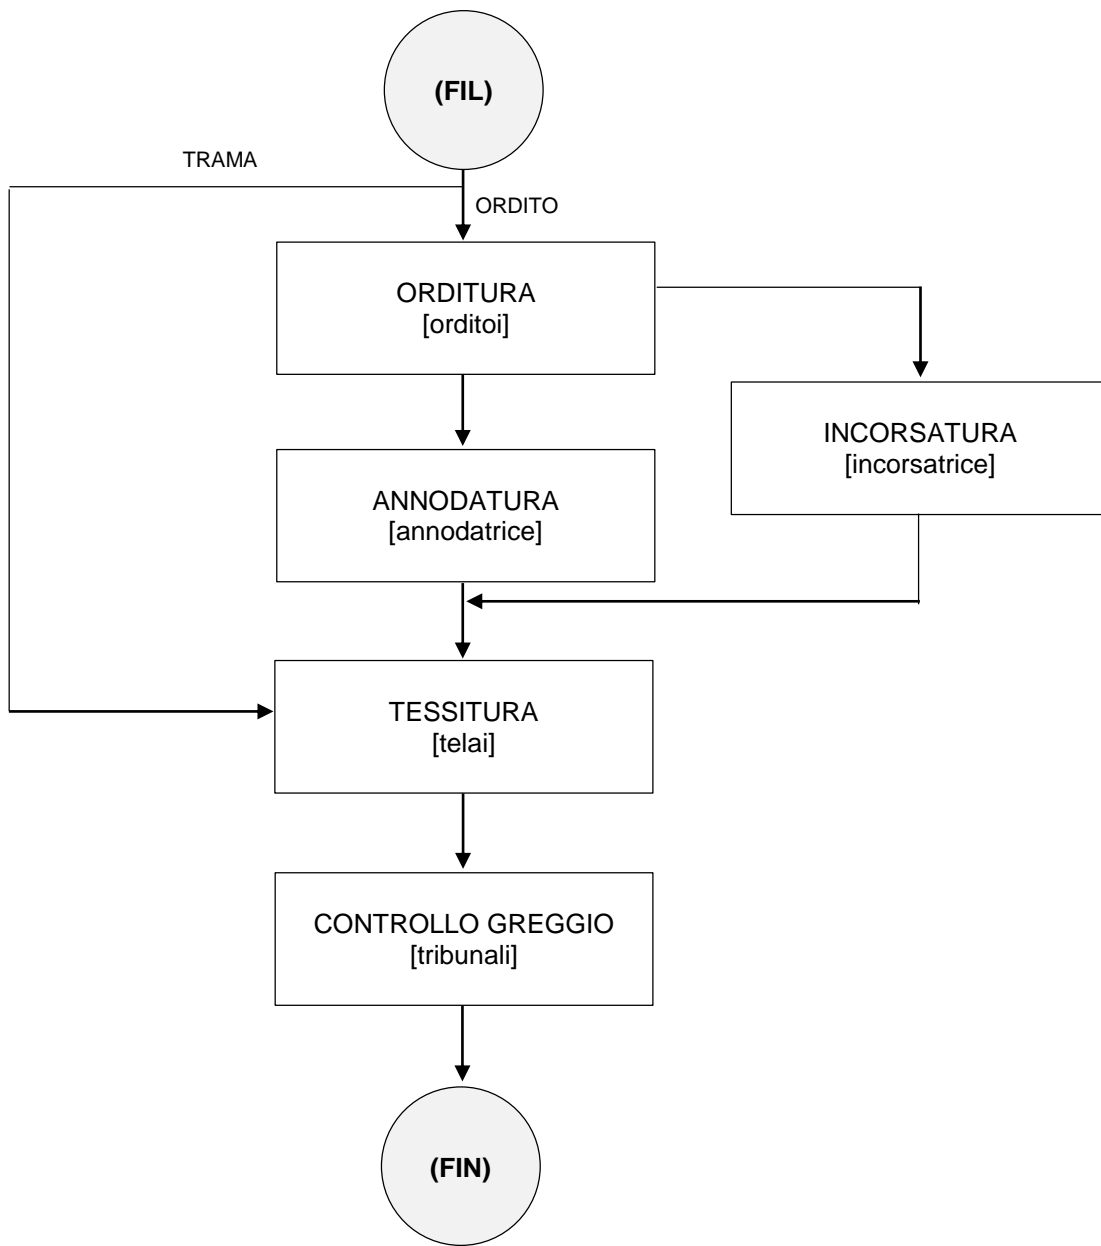 (FIL)
TRAMA
ORDITO
ORDITURA
[orditoi]
INCORSATURA
[incorsatrice]
ANNODATURA
[annodatrice]
TESSITURA
[telai]
CONTROLLO GREGGIO
[tribunali]
(FIN)